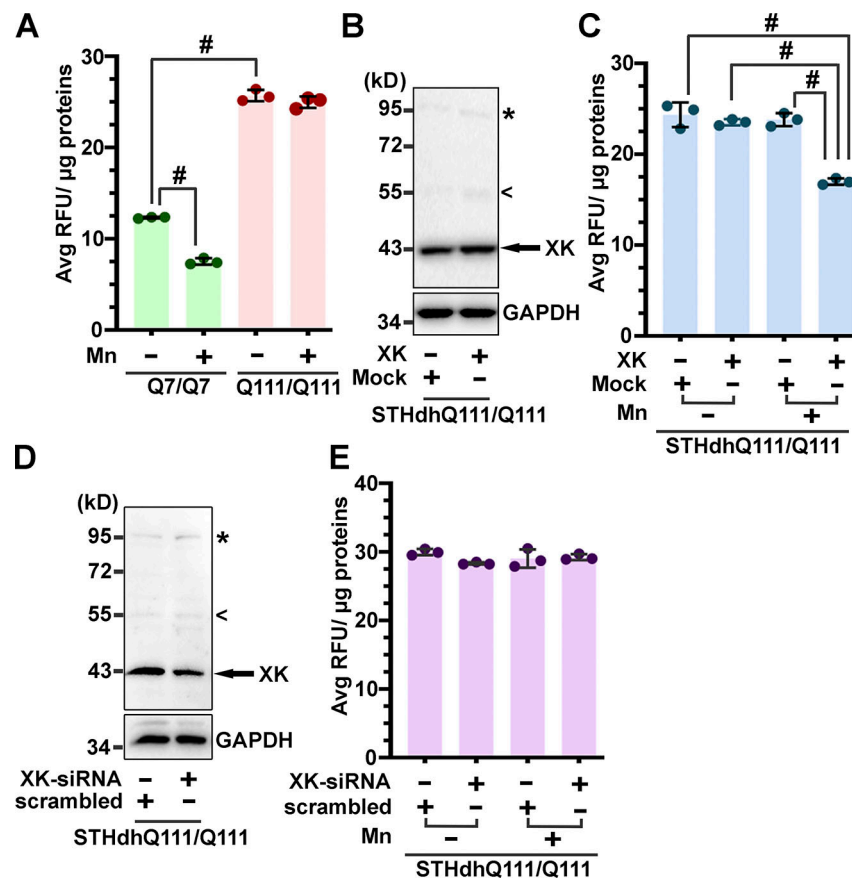 A
Avg RFU/ µg proteins
30
20
10
0
#
#
Mn
− + − +
Q7/Q7 Q111/Q111
B
(kD)
95
72
55
43
34
*
<
XK
GAPDH
XK − +
Mock + −
STHdhQ111/Q111
C
Avg RFU/ µg proteins
30
20
10
0
#
#
#
XK − + − +
Mock + − + −
Mn − +
STHdhQ111/Q111
D
(kD)
95
72
55
43
34
*
<
XK
GAPDH
XK-siRNA − +
scrambled + −
STHdhQ111/Q111
E
Avg RFU/ µg proteins
40
30
20
10
0
XK-siRNA − + − +
scrambled + − + −
Mn − +
STHdhQ111/Q111